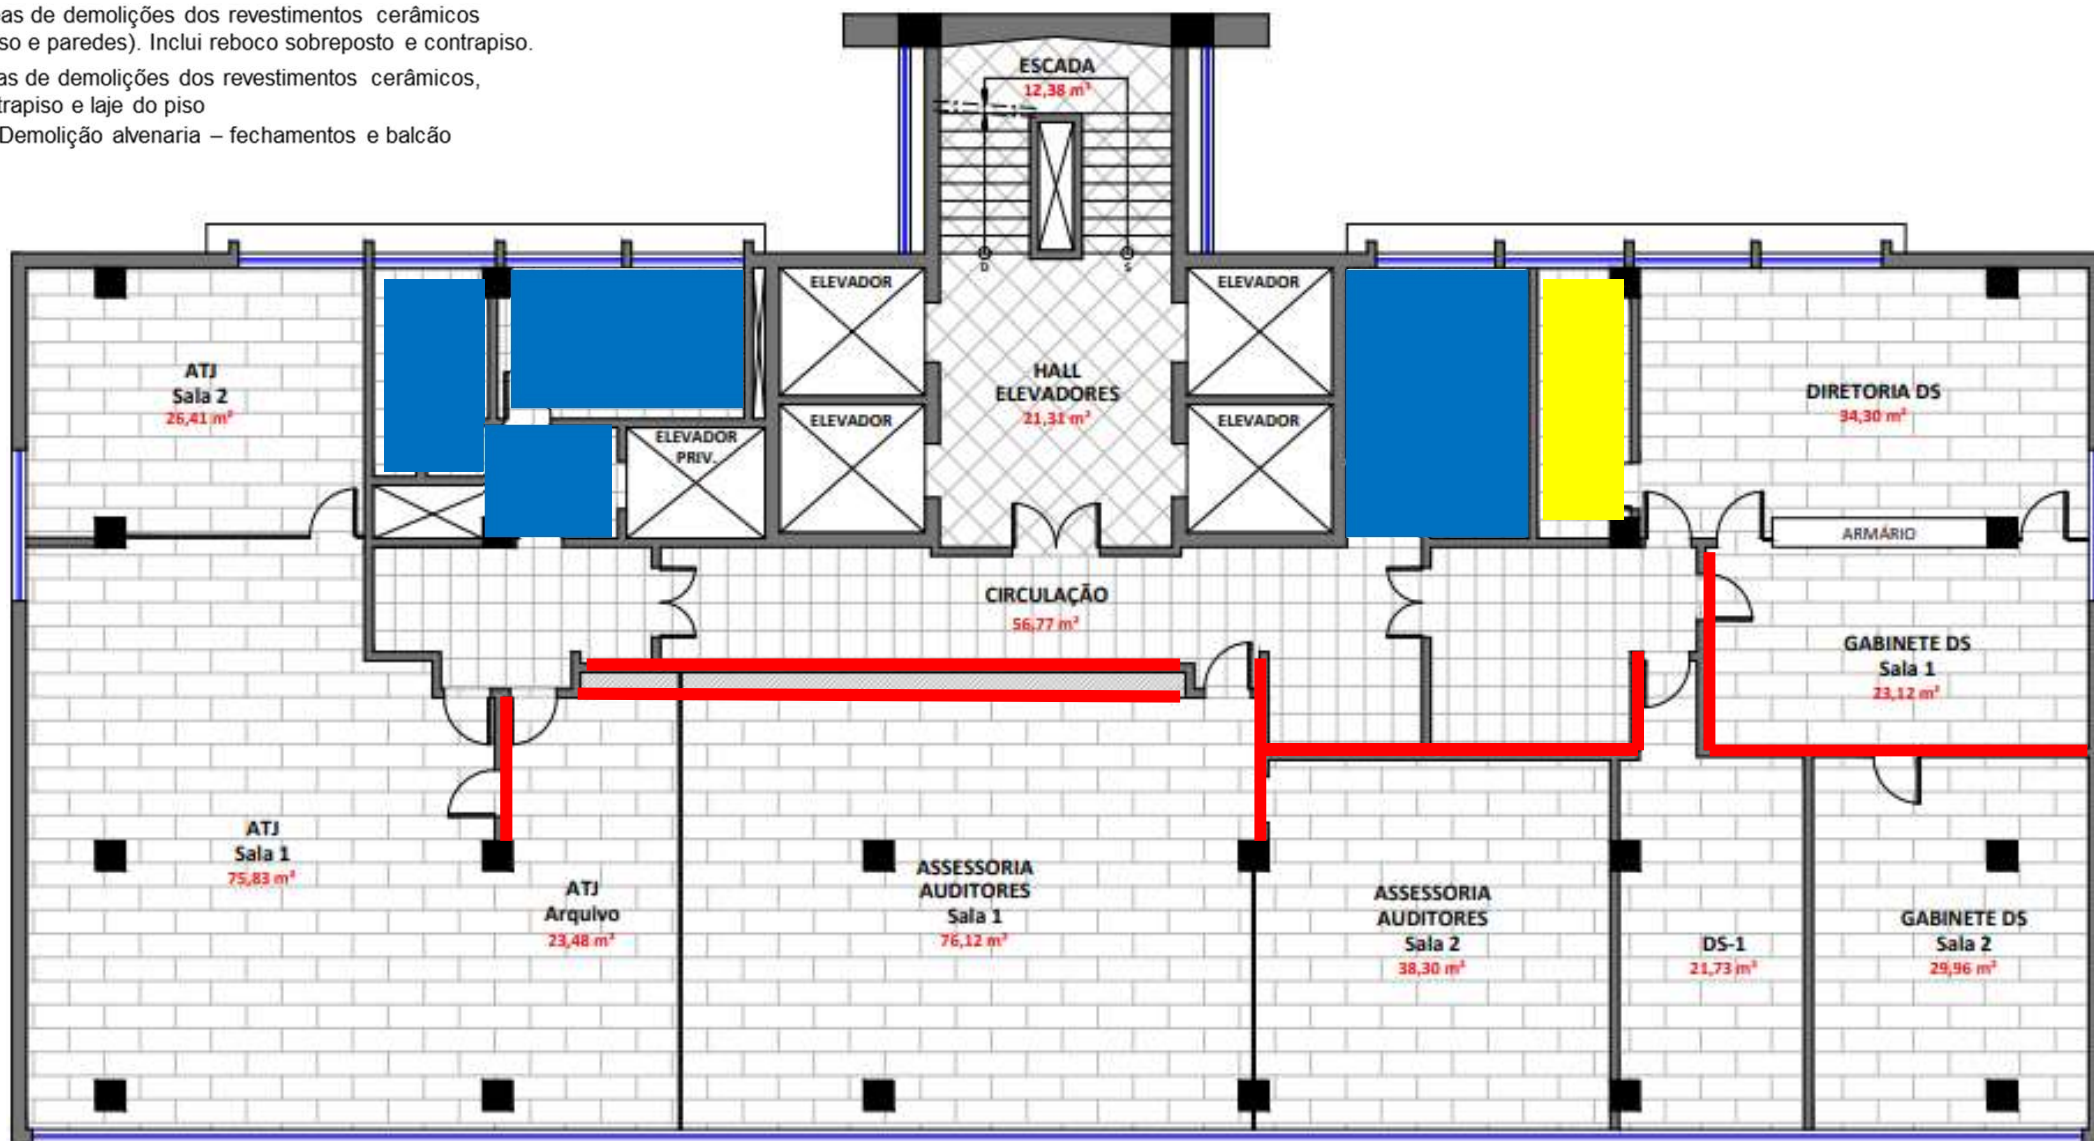 as de demolições dos revestimentos cerâmicos
so e paredes). Inclui reboco sobreposto e contrapiso.
as de demolições dos revestimentos cerâmicos,
trapiso e laje do piso
Demolição alvenaria – fechamentos e balcão
ESCADA
12,38 m²
D
S
ELEVADOR
ELEVADOR
ATJ
Sala 2
26,41 m²
HALL
ELEVADORES
21,31 m²
DIRETORIA DS
34,30 m²
ELEVADOR
PRIV.
ELEVADOR
ELEVADOR
ARMÁRIO
CIRCULAÇÃO
56,77 m²
GABINETE DS
Sala 1
23,12 m²
ATJ
Sala 1
75,83 m²
ATJ
Arquivo
23,48 m²
ASSESSORIA
AUDITORES
Sala 1
76,12 m²
ASSESSORIA
AUDITORES
Sala 2
38,30 m²
DS-1
21,73 m²
GABINETE DS
Sala 2
29,96 m²